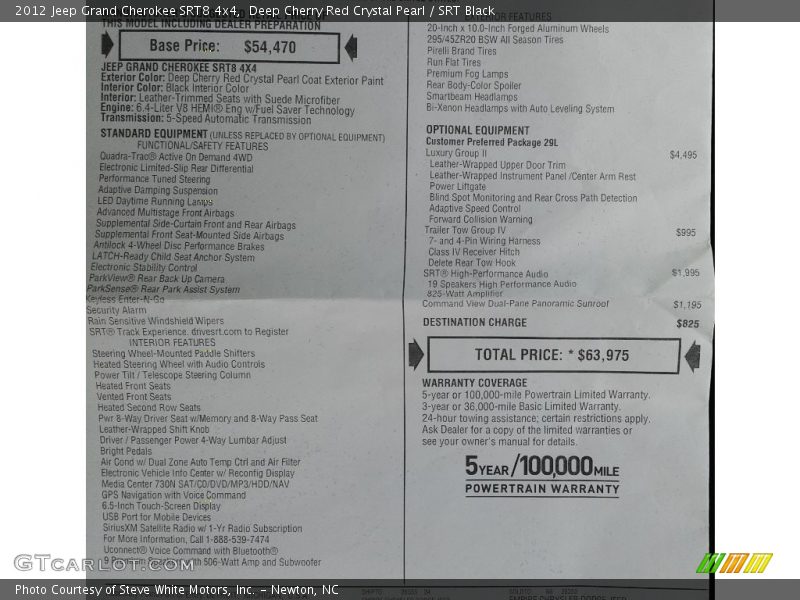 2012 Jeep Grand Cherokee SRT8 4x4, Deep Cherry Red Crystal Pearl / SRT Black
THIS MODEL INCLUDING DEALER PREPARATION
Base Price: $54,470
JEEP GRAND CHEROKEE SRT8 4X4
Exterior Color: Deep Cherry Red Crystal Pearl Coat Exterior Paint
Interior Color: Black Interior Color
Interior: Leather-Trimmed Seats with Suede Microfiber
Engine: 6.4-Liter V8 HEMI® Eng w/Fuel Saver Technology
Transmission: 5-Speed Automatic Transmission
STANDARD EQUIPMENT (UNLESS REPLACED BY OPTIONAL EQUIPMENT)
FUNCTIONAL/SAFETY FEATURES
Quadra-Trac® Active On Demand 4WD
Electronic Limited-Slip Rear Differential
Performance Tuned Steering
Adaptive Damping Suspension
LED Daytime Running Lamps
Advanced Multistage Front Airbags
Supplemental Side-Curtain Front and Rear Airbags
Supplemental Front Seat-Mounted Side Airbags
Antilock 4-Wheel Disc Performance Brakes
LATCH-Ready Child Seat Anchor System
Electronic Stability Control
ParkView® Rear Back Up Camera
ParkSense® Rear Park Assist System
Keyless Enter-N-Go
Security Alarm
Rain Sensitive Windshield Wipers
SRT® Track Experience. drivesrt.com to Register
INTERIOR FEATURES
Steering Wheel-Mounted Paddle Shifters
Heated Steering Wheel with Audio Controls
Power Tilt / Telescope Steering Column
Heated Front Seats
Vented Front Seats
Heated Second Row Seats
Pwr 8-Way Driver Seat w/Memory and 8-Way Pass Seat
Leather-Wrapped Shift Knob
Driver / Passenger Power 4-Way Lumbar Adjust
Bright Pedals
Air Cond w/ Dual Zone Auto Temp Ctrl and Air Filter
Electronic Vehicle Info Center w/ Reconfig Display
Media Center 730N SAT/CD/DVD/MP3/HDD/NAV
GPS Navigation with Voice Command
6.5-Inch Touch-Screen Display
USB Port for Mobile Devices
SiriusXM Satellite Radio w/ 1-Yr Radio Subscription
For More Information, Call 1-888-539-7474
Uconnect® Voice Command with Bluetooth®
9 with 506-Watt Amp and Subwoofer
EXTERIOR FEATURES
20-Inch x 10.0-Inch Forged Aluminum Wheels
295/45ZR20 BSW All Season Tires
Pirelli Brand Tires
Run Flat Tires
Premium Fog Lamps
Rear Body-Color Spoiler
Smartbeam Headlamps
Bi-Xenon Headlamps with Auto Leveling System
OPTIONAL EQUIPMENT
Customer Preferred Package 29L
Luxury Group II $4,495
Leather-Wrapped Upper Door Trim
Leather-Wrapped Instrument Panel /Center Arm Rest
Power Liftgate
Blind Spot Monitoring and Rear Cross Path Detection
Adaptive Speed Control
Forward Collision Warning
Trailer Tow Group IV $995
7- and 4-Pin Wiring Harness
Class IV Receiver Hitch
Delete Rear Tow Hook
SRT® High-Performance Audio $1,995
19 Speakers High Performance Audio
825-Watt Amplifier
Command View Dual-Pane Panoramic Sunroof $1,195
DESTINATION CHARGE $825
TOTAL PRICE: * $63,975
WARRANTY COVERAGE
5-year or 100,000-mile Powertrain Limited Warranty.
3-year or 36,000-mile Basic Limited Warranty.
24-hour towing assistance; certain restrictions apply.
Ask Dealer for a copy of the limited warranties or
see your owner's manual for details.
5 YEAR/100,000 MILE
POWERTRAIN WARRANTY
GTcarlot.com
Photo Courtesy of Steve White Motors, Inc. – Newton, NC